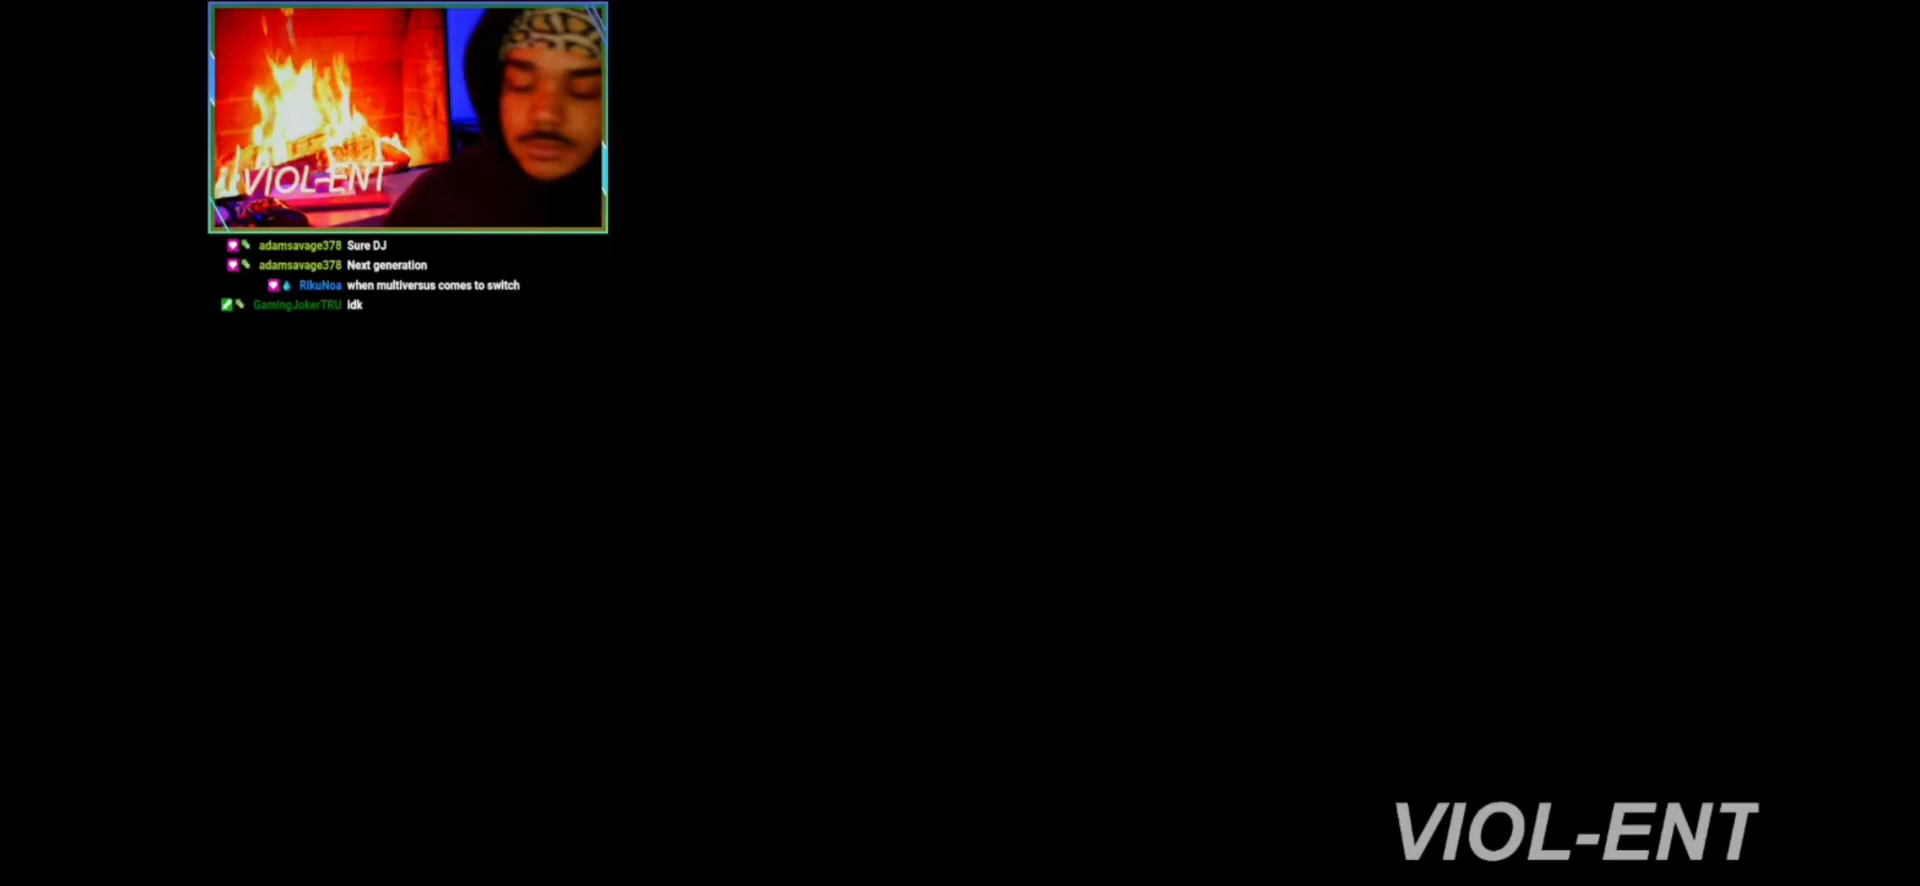 VIOL-ENT
adamsavage378 Sure DJ
adamsavage378 Next generation
RikuNoa when multiversus comes to switch
GamingJokerTRU idk
VIOL-ENT